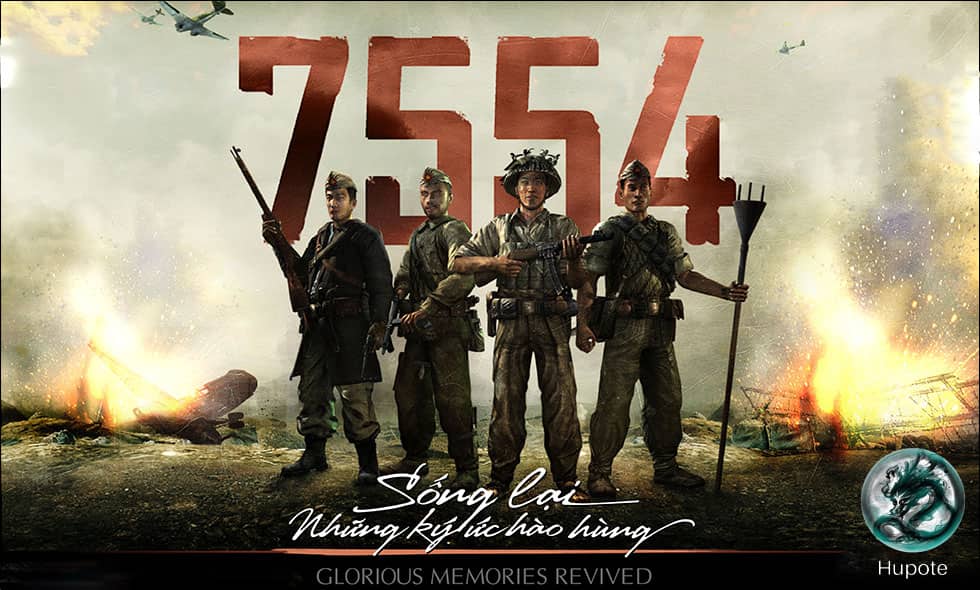 7554
Sống lại
Những ký ức hào hùng
GLORIOUS MEMORIES REVIVED
Hupote